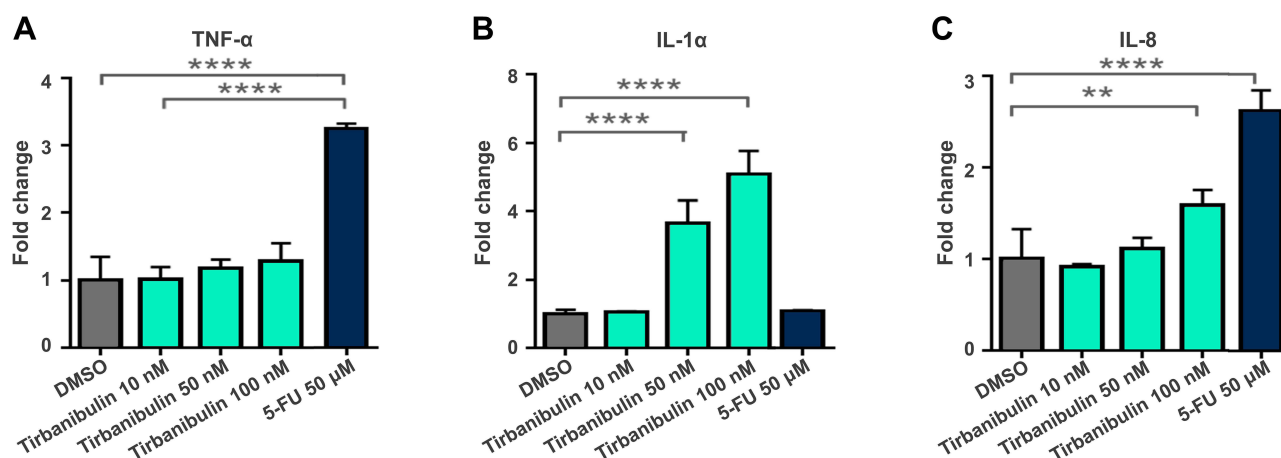 A
TNF-α
****
****
Fold change
4
3
2
1
0
DMSO
Tirbanibulin 10 nM
Tirbanibulin 50 nM
Tirbanibulin 100 nM
5-FU 50 µM
B
IL-1α
****
****
Fold change
8
6
4
2
0
DMSO
Tirbanibulin 10 nM
Tirbanibulin 50 nM
Tirbanibulin 100 nM
5-FU 50 µM
C
IL-8
****
**
Fold change
3
2
1
0
DMSO
Tirbanibulin 10 nM
Tirbanibulin 50 nM
Tirbanibulin 100 nM
5-FU 50 µM